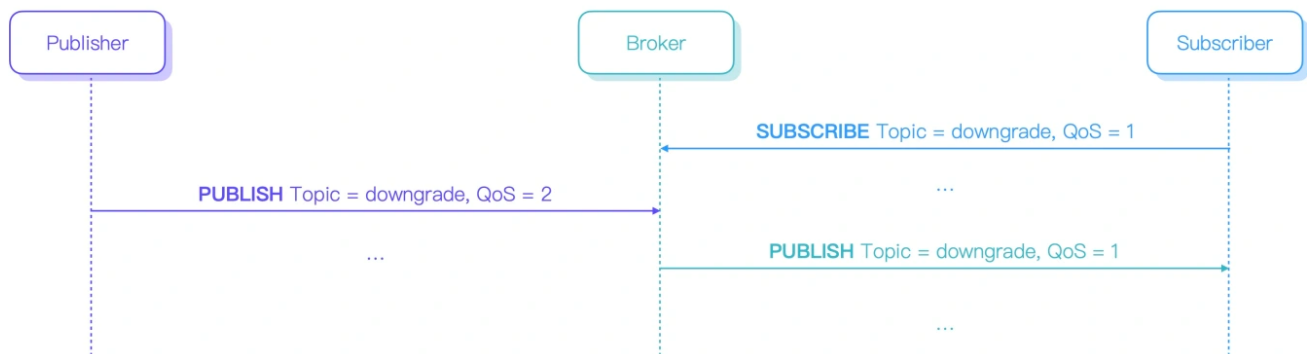 Publisher
Broker
Subscriber
SUBSCRIBE Topic = downgrade, QoS = 1
...
PUBLISH Topic = downgrade, QoS = 2
...
PUBLISH Topic = downgrade, QoS = 1
...